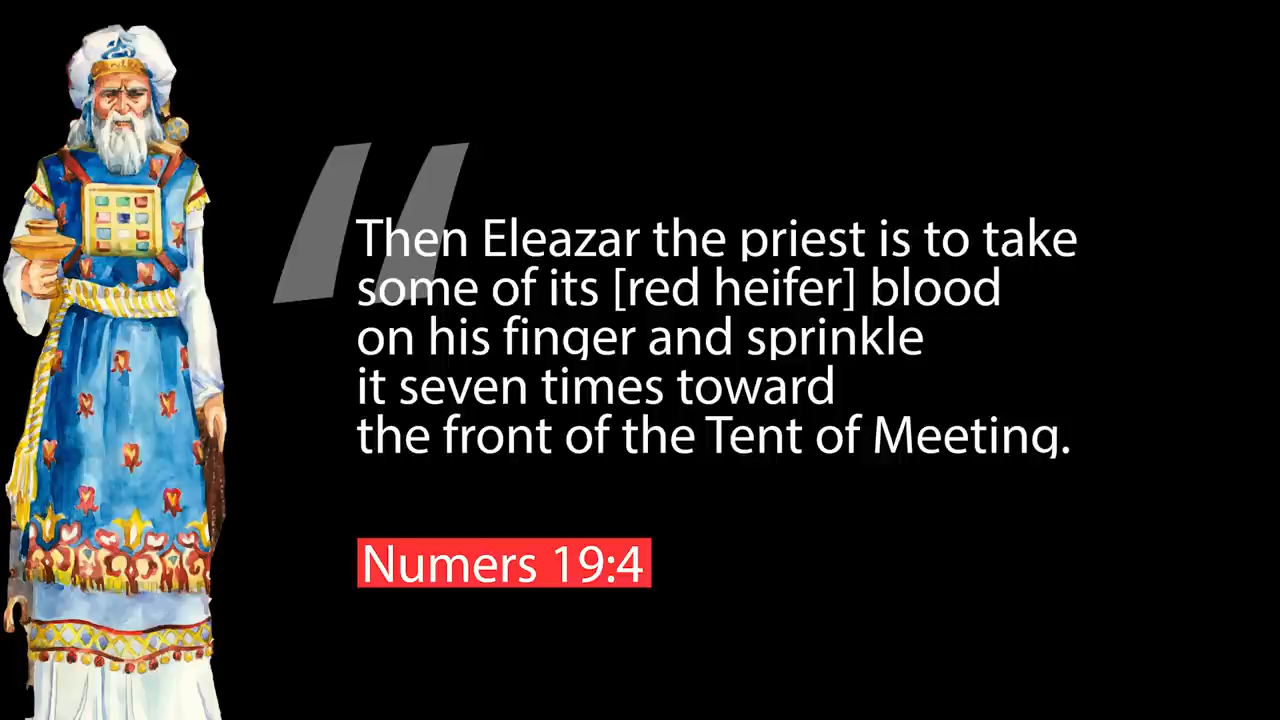 Then Eleazar the priest is to take
some of its [red heifer] blood
on his finger and sprinkle
it seven times toward
the front of the Tent of Meeting.
Numers 19:4